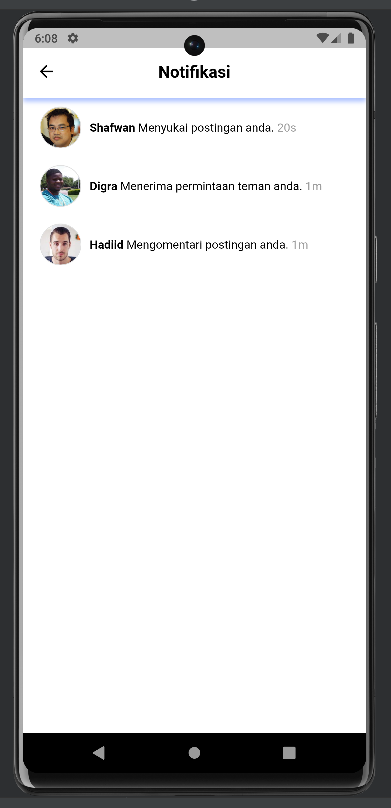 6:08
Notifikasi
Shafwan Menyukai postingan anda. 20s
Digra Menerima permintaan teman anda. 1m
Hadiid Mengomentari postingan anda. 1m